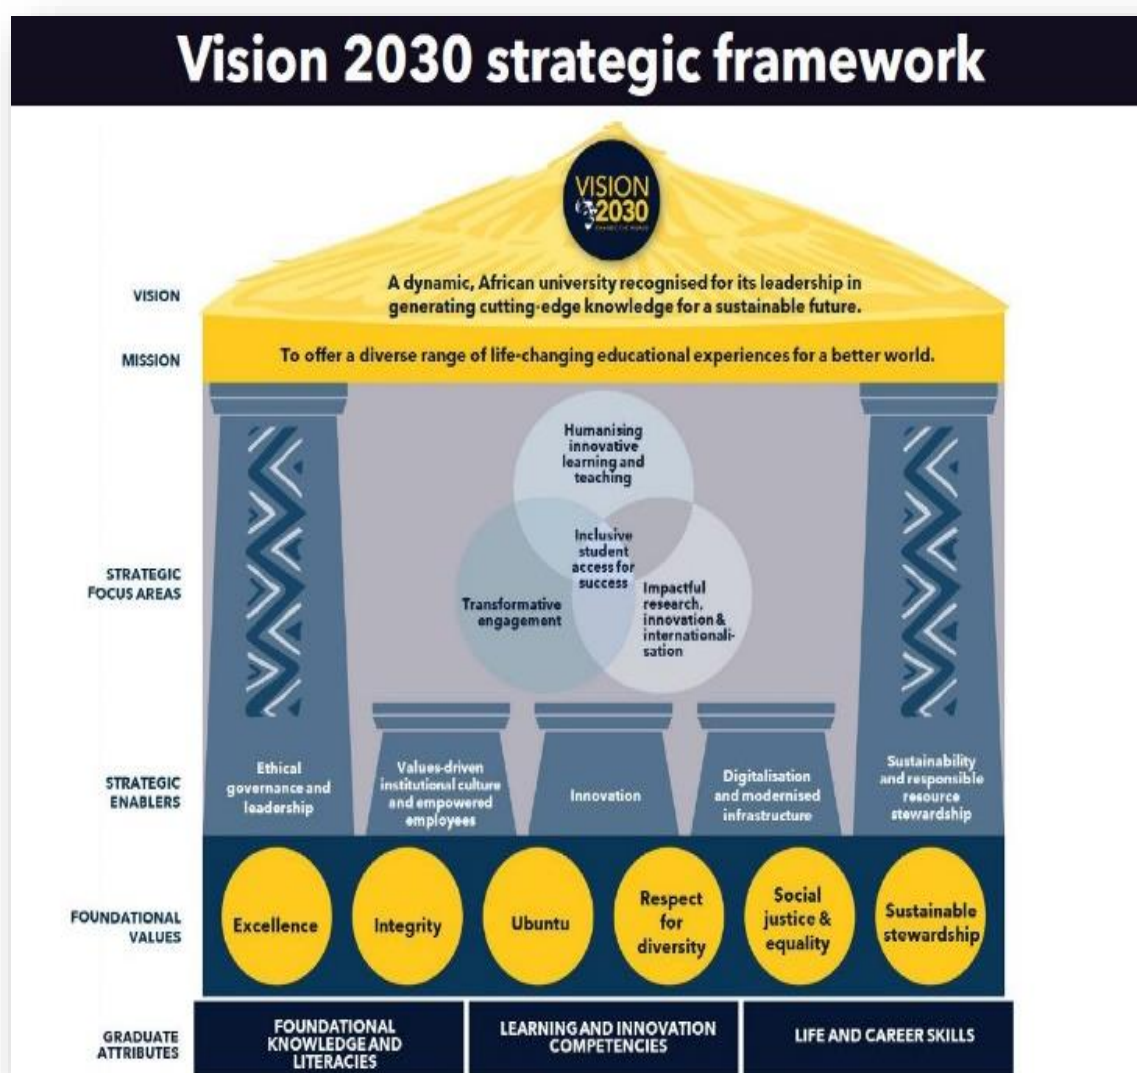 Vision 2030 strategic framework
VISION
2030
VISION
A dynamic, African university recognised for its leadership in
generating cutting-edge knowledge for a sustainable future.
MISSION
To offer a diverse range of life-changing educational experiences for a better world.
STRATEGIC
FOCUS AREAS
Humanising
innovative
learning and
teaching
Inclusive
student
access for
success
Transformative
engagement
Impactful
research,
innovation &
internationali-
sation
STRATEGIC
ENABLERS
Ethical
governance and
leadership
Values-driven
institutional culture
and empowered
employees
Innovation
Digitalisation
and modernised
infrastructure
Sustainability
and responsible
resource
stewardship
FOUNDATIONAL
VALUES
Excellence
Integrity
Ubuntu
Respect
for
diversity
Social
justice &
equality
Sustainable
stewardship
GRADUATE
ATTRIBUTES
FOUNDATIONAL
KNOWLEDGE AND
LITERACIES
LEARNING AND INNOVATION
COMPETENCIES
LIFE AND CAREER SKILLS